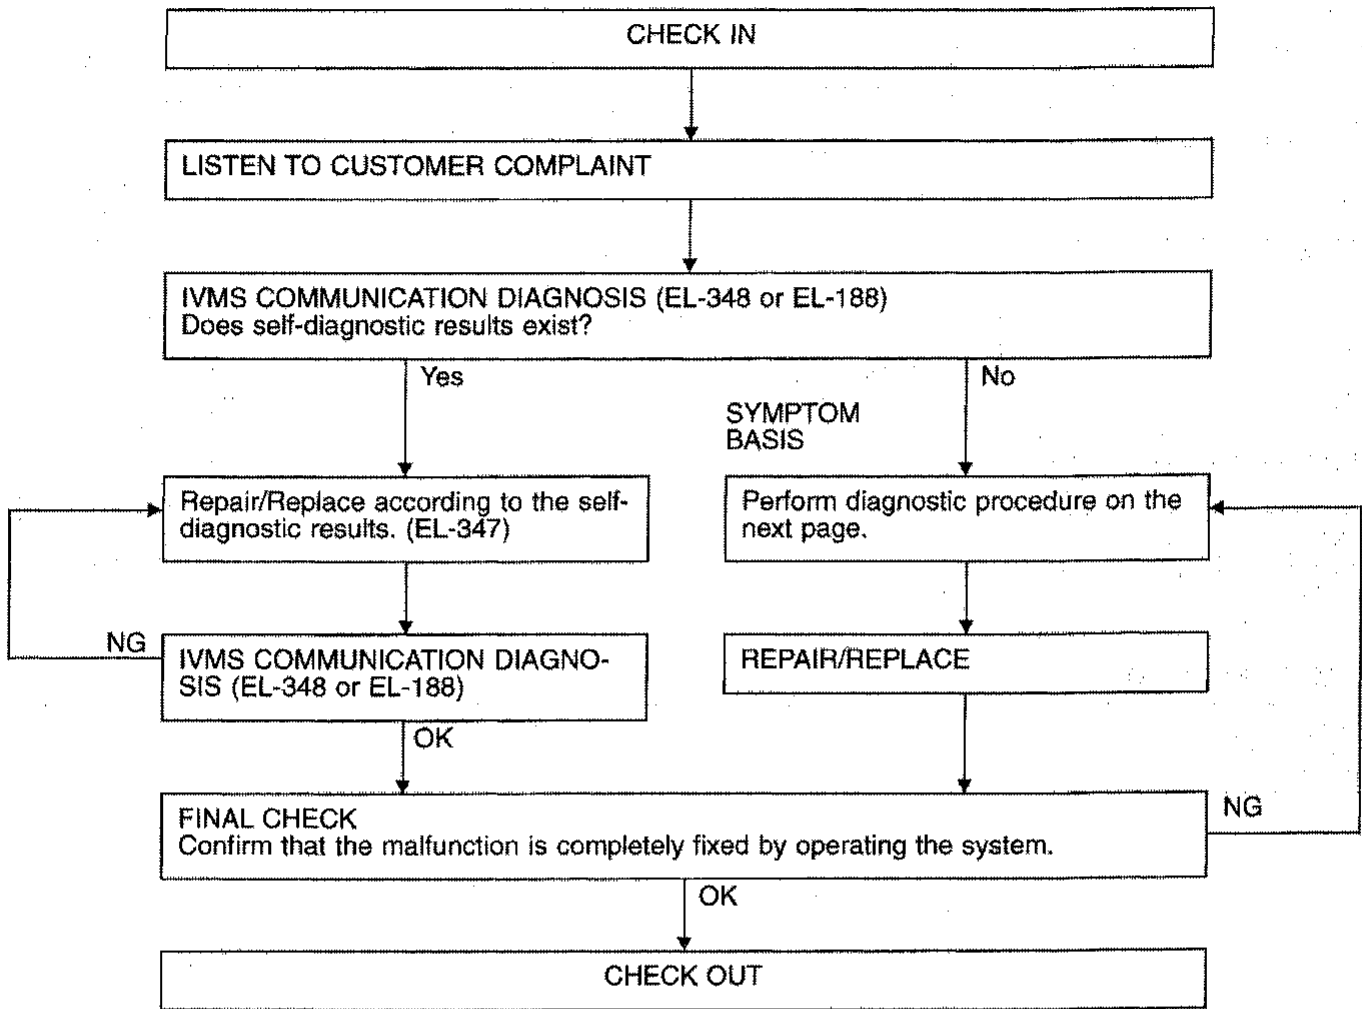 CHECK IN
LISTEN TO CUSTOMER COMPLAINT
IVMS COMMUNICATION DIAGNOSIS (EL-348 or EL-188)
Does self-diagnostic results exist?
Yes
No
SYMPTOM
BASIS
Repair/Replace according to the self-
diagnostic results. (EL-347)
Perform diagnostic procedure on the
next page.
NG
IVMS COMMUNICATION DIAGNO-
SIS (EL-348 or EL-188)
REPAIR/REPLACE
OK
FINAL CHECK
Confirm that the malfunction is completely fixed by operating the system.
NG
OK
CHECK OUT